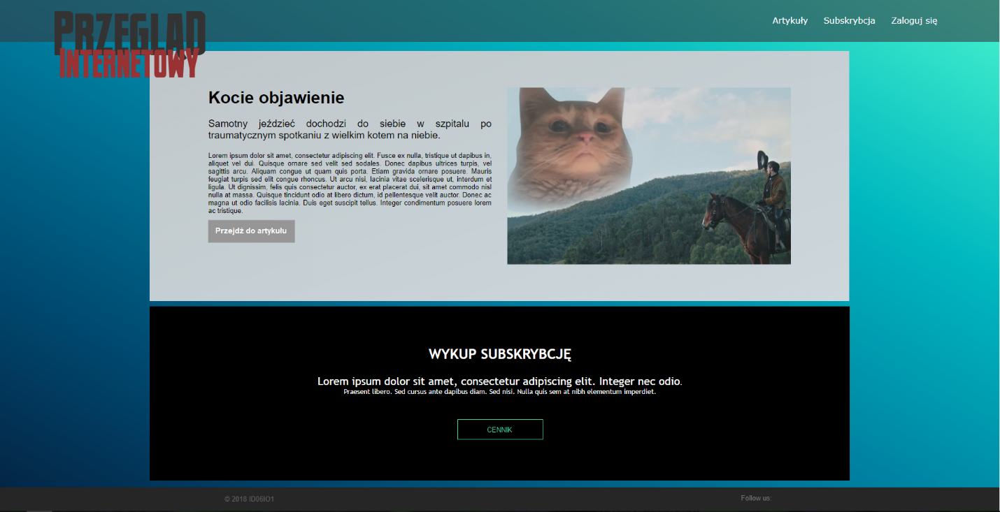 PRZEGLĄD
INTERNETOWY
Artykuły Subskrybcja Zaloguj się
Kocie objawienie
Samotny jeździeć dochodzi do siebie w szpitalu po
traumatycznym spotkaniu z wielkim kotem na niebie.
Lorem ipsum dolor sit amet, consectetur adipiscing elit. Fusce ex nulla, tristique ut dapibus in,
aliquet vel dui. Quisque ornare sed velit sed sodales. Donec dapibus ultrices turpis, vel
sagittis arcu. Aliquam congue ut quam quis porta. Etiam gravida ornare posuere. Mauris
feugiat turpis sed elit congue rhoncus. Ut arcu nisi, lacinia vitae scelerisque ut, interdum et
ligula. Ut dignissim, felis quis consectetur auctor, ex erat placerat dui, sit amet commodo nisl
nulla at massa. Quisque tincidunt odio at libero dictum, id pellentesque velit auctor. Donec ac
magna ut odio facilisis lacinia. Duis eget suscipit tellus. Integer condimentum posuere lorem
ac tristique.
Przejdź do artykułu
WYKUP SUBSKRYBCJĘ
Lorem ipsum dolor sit amet, consectetur adipiscing elit. Integer nec odio.
Praesent libero. Sed cursus ante dapibus diam. Sed nisi. Nulla quis sem at nibh elementum imperdiet.
CENNIK
© 2018 ID06IO1 Follow us: